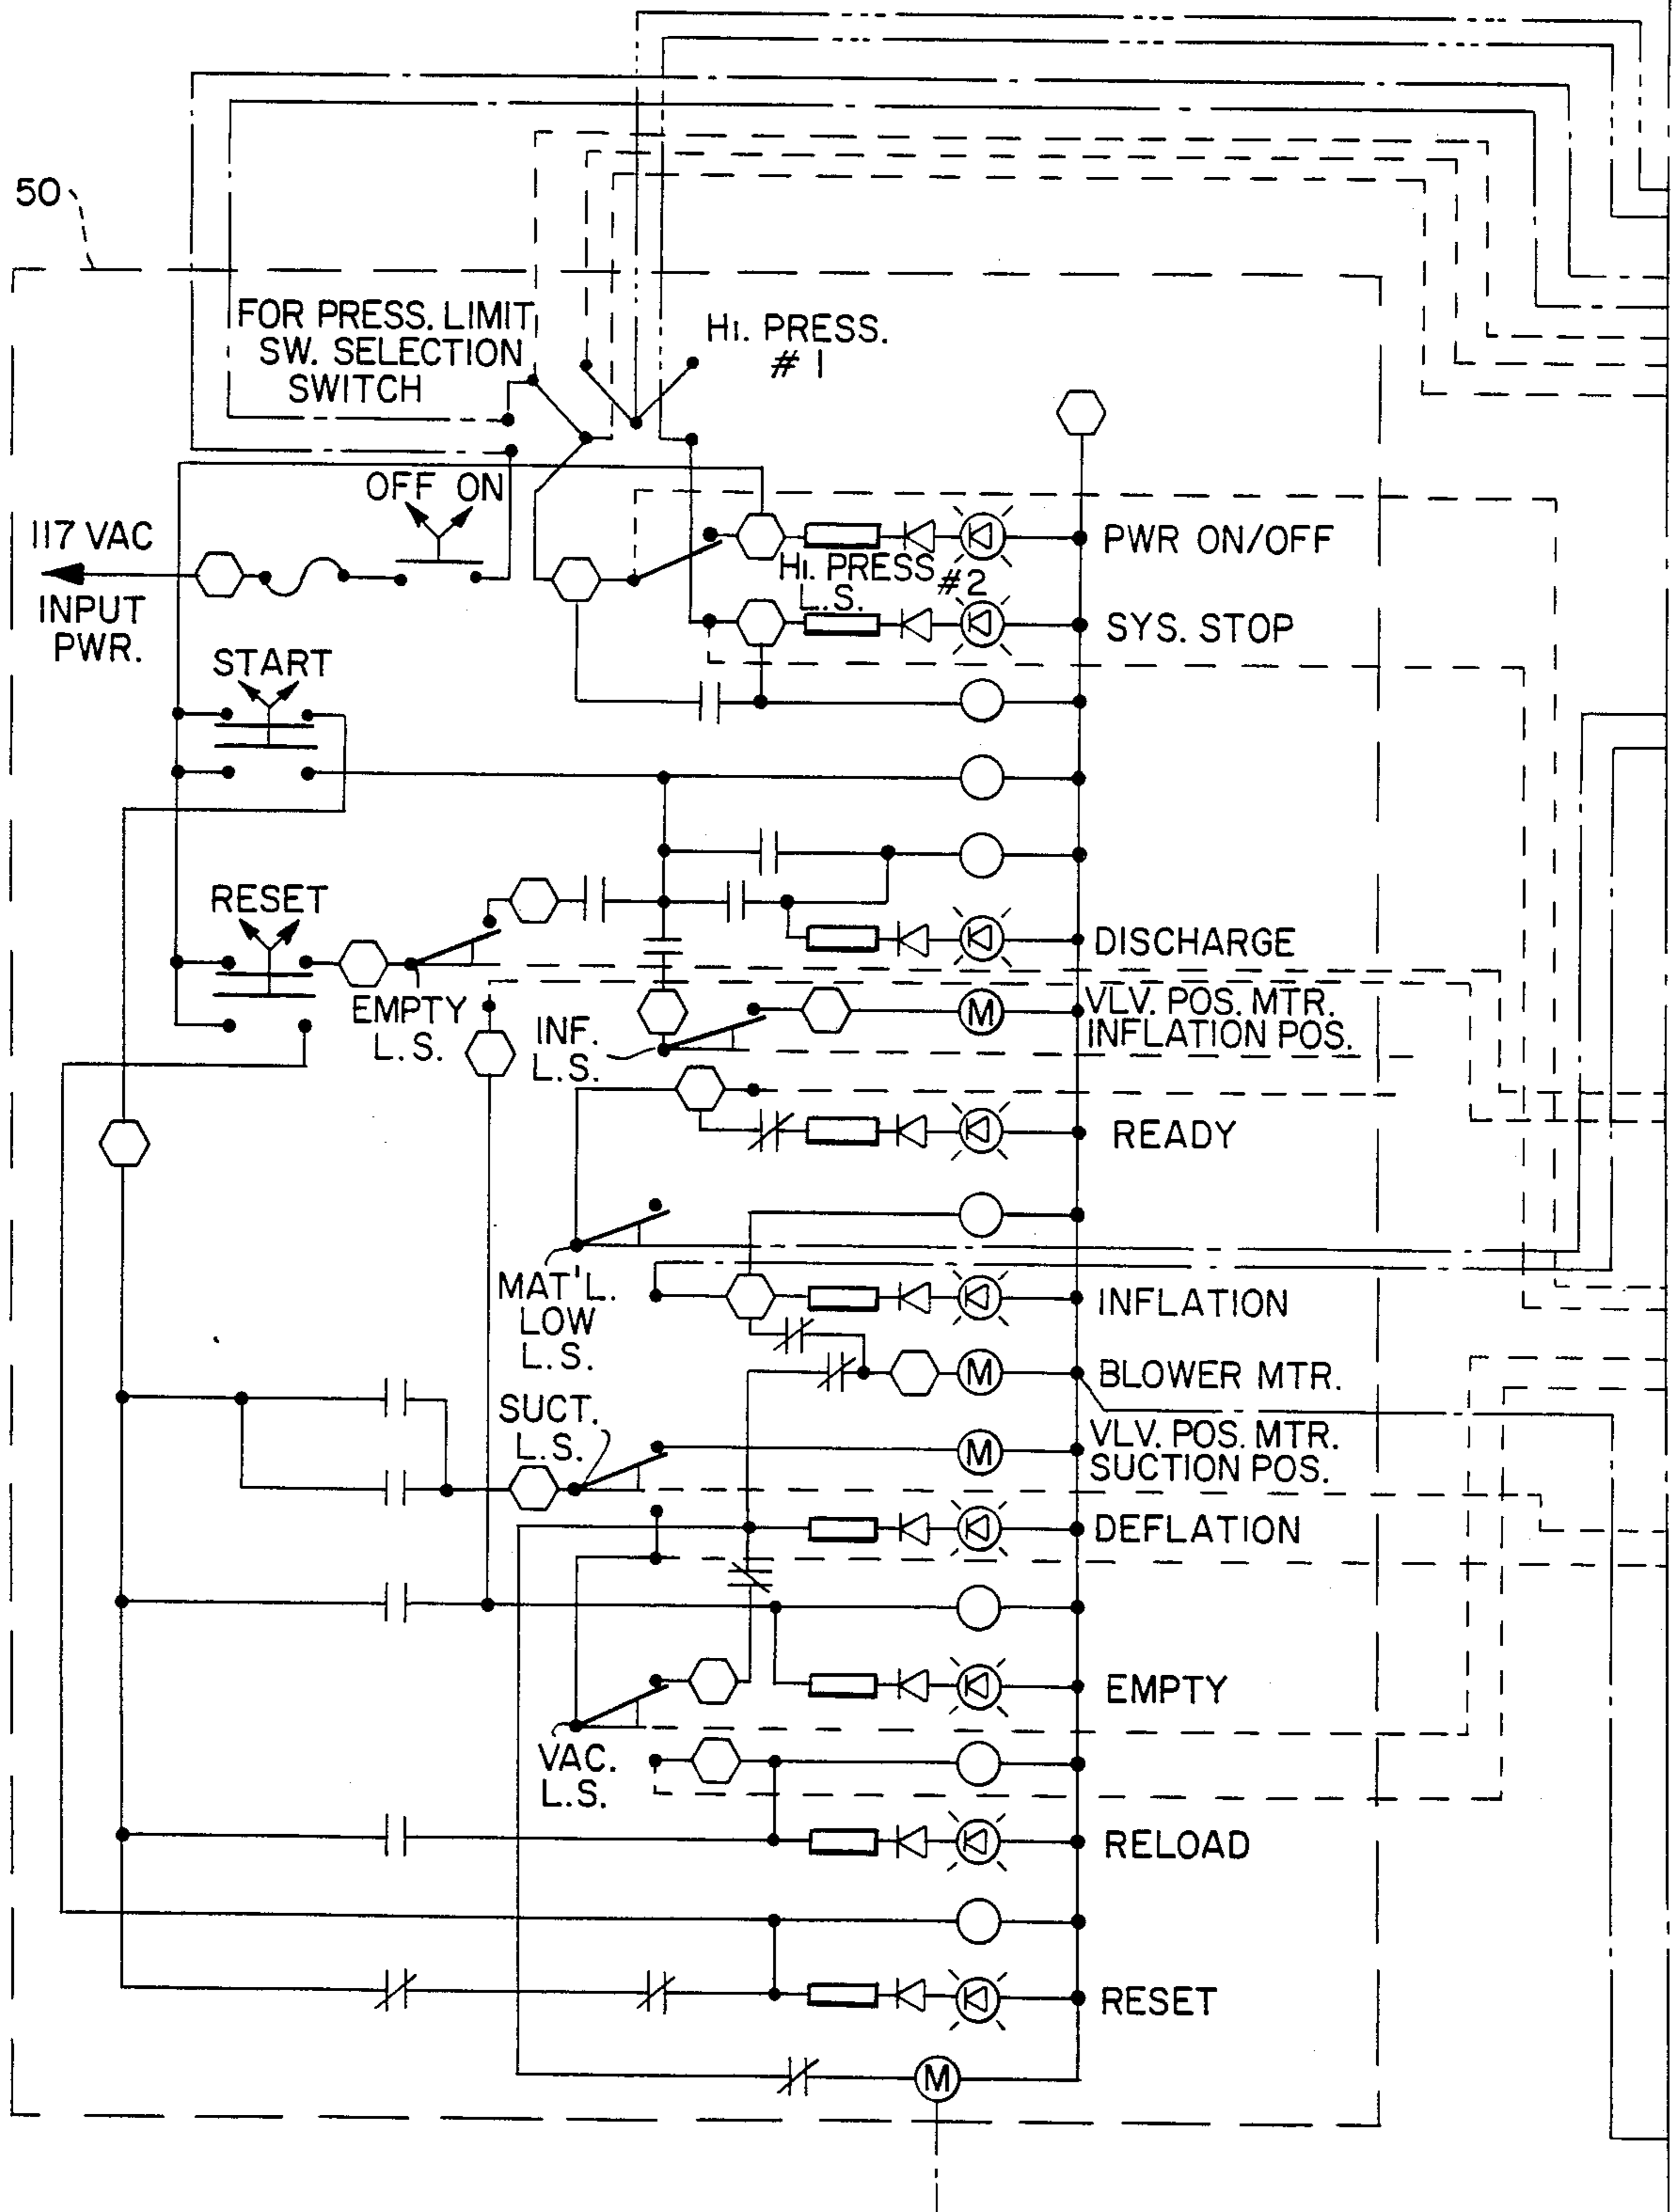 50
FOR PRESS. LIMIT
SW. SELECTION
SWITCH
HI. PRESS.
# 1
OFF ON
117 VAC
INPUT
PWR.
PWR ON/OFF
HI. PRESS #2
L.S.
SYS. STOP
START
RESET
DISCHARGE
EMPTY
L.S.
INF.
L.S.
M
VLV. POS. MTR.
INFLATION POS.
READY
MAT'L.
LOW
L.S.
INFLATION
M
BLOWER MTR.
SUCT.
L.S.
M
VLV. POS. MTR.
SUCTION POS.
DEFLATION
EMPTY
VAC.
L.S.
RELOAD
RESET
M